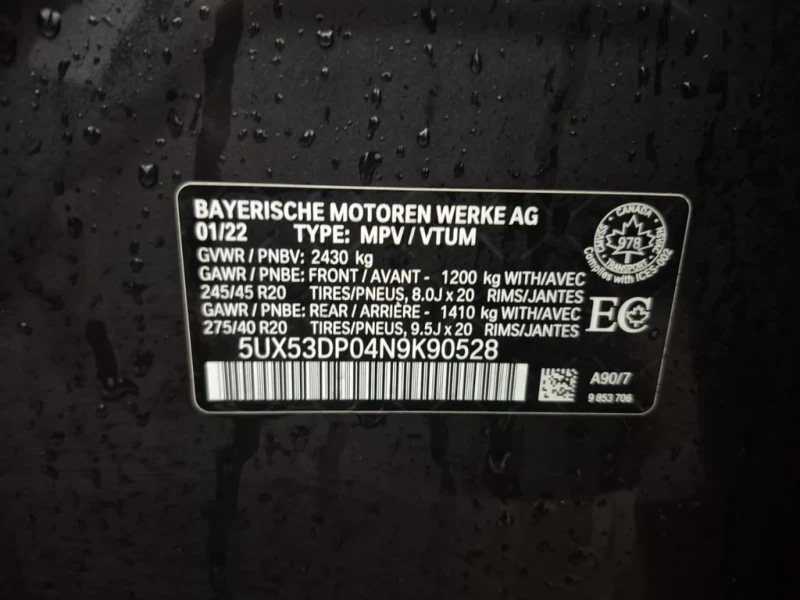 BAYERISCHE MOTOREN WERKE AG
01/22 TYPE: MPV / VTUM
GVWR / PNBV: 2430 kg
GAWR / PNBE: FRONT / AVANT - 1200 kg WITH/AVEC
245/45 R20 TIRES/PNEUS, 8.0J x 20 RIMS/JANTES
GAWR / PNBE: REAR / ARRIÈRE - 1410 kg WITH/AVEC
275/40 R20 TIRES/PNEUS, 9.5J x 20 RIMS/JANTES
5UX53DP04N9K90528
CANADA
978
TRANSPORT
Complies with ICES-002
EC
A90/7
9 853 706